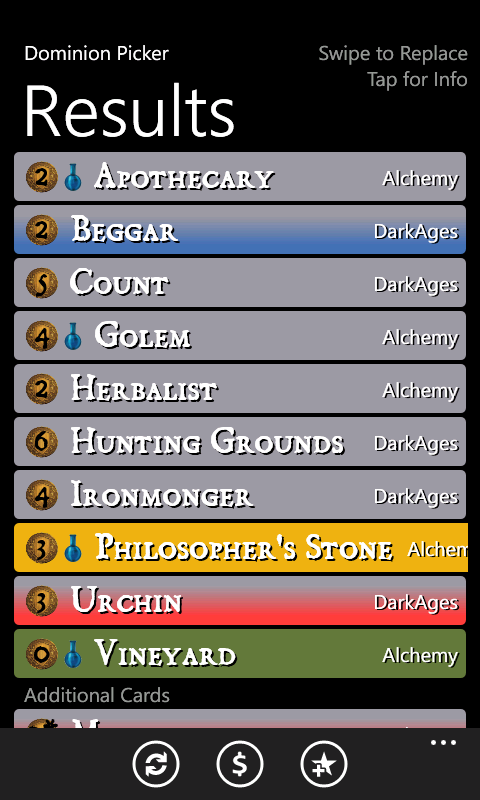 Dominion Picker
Swipe to Replace
Tap for Info
Results
2 Apothecary Alchemy
2 Beggar DarkAges
5 Count DarkAges
4 Golem Alchemy
2 Herbalist Alchemy
6 Hunting Grounds DarkAges
4 Ironmonger DarkAges
3 Philosopher's Stone Alchem
3 Urchin DarkAges
0 Vineyard Alchemy
Additional Cards
$